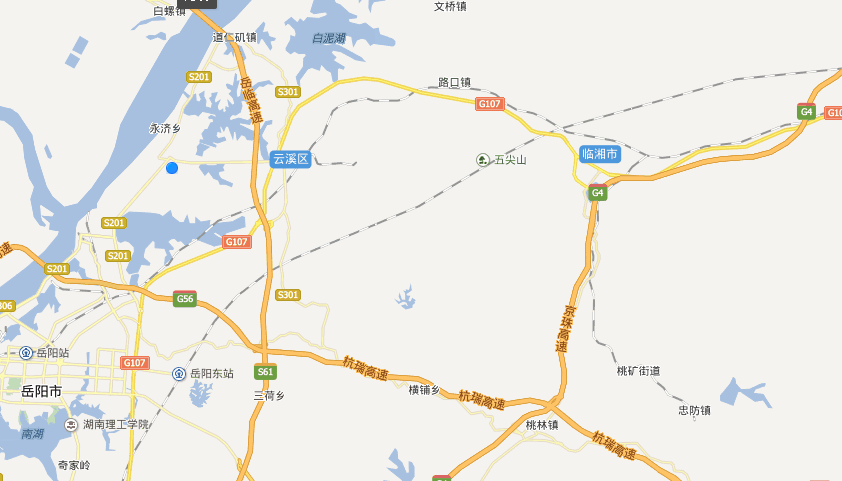 白螺镇
文桥镇
道仁矶镇
白泥湖
S201
岳临高速
S301
路口镇
G107
G4
G10
永济乡
云溪区
五尖山
临湘市
G4
S201
G107
S201
高速
S201
306
G56
S301
京珠高速
岳阳站
G107
岳阳东站
S61
杭瑞高速
桃矿街道
岳阳市
三荷乡
横铺乡
杭瑞高速
忠防镇
湖南理工学院
桃林镇
南湖
杭瑞高速
奇家岭